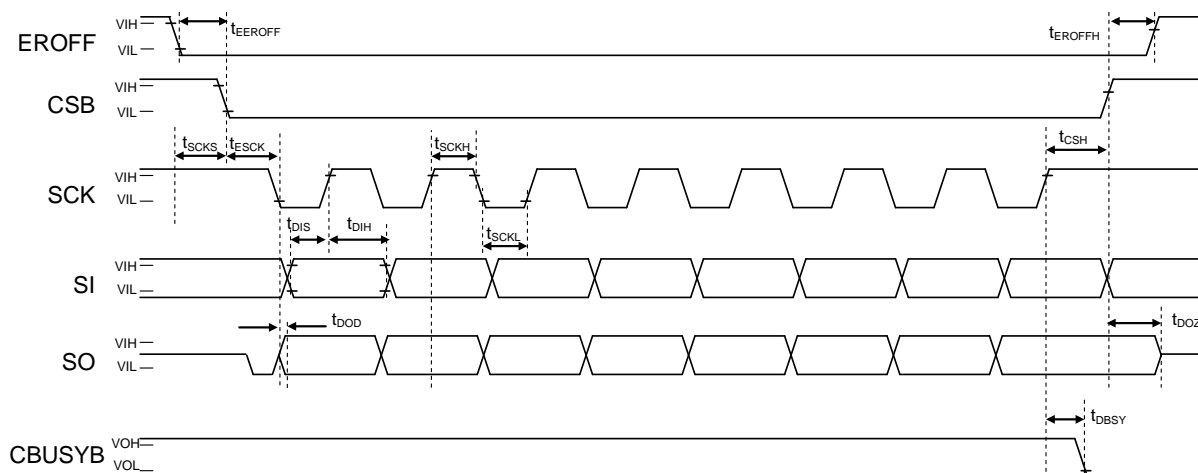 EROFF
VIH
VIL
tEEROFF
tEROFFH
CSB
VIH
VIL
tSCKS
tESCK
tSCKH
tCSH
SCK
VIH
VIL
tDIS
tDIH
tSCKL
SI
VIH
VIL
tDOD
tDOZ
SO
VIH
VIL
tDBSY
CBUSYB
VOH
VOL